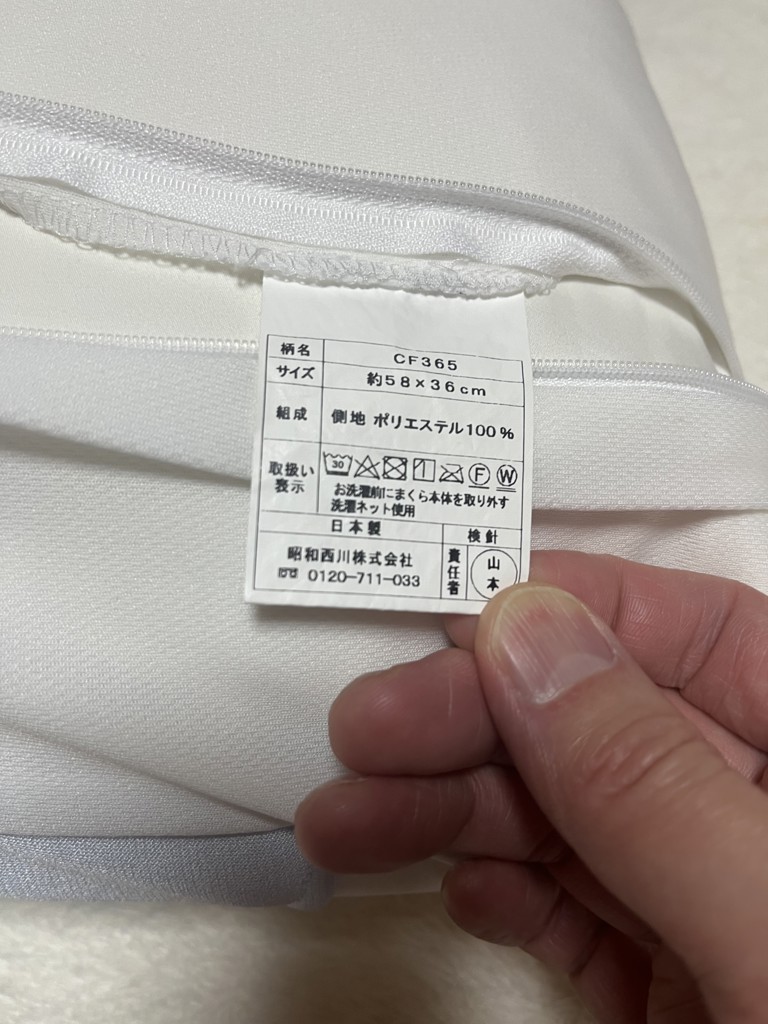 柄名 CF365
サイズ 約58×36cm
組成 側地 ポリエステル100%
取扱い
表示
30 F W
お洗濯前にまくら本体を取り外す
洗濯ネット使用
日本製
検針
昭和西川株式会社
0120-711-033
責任者
山本